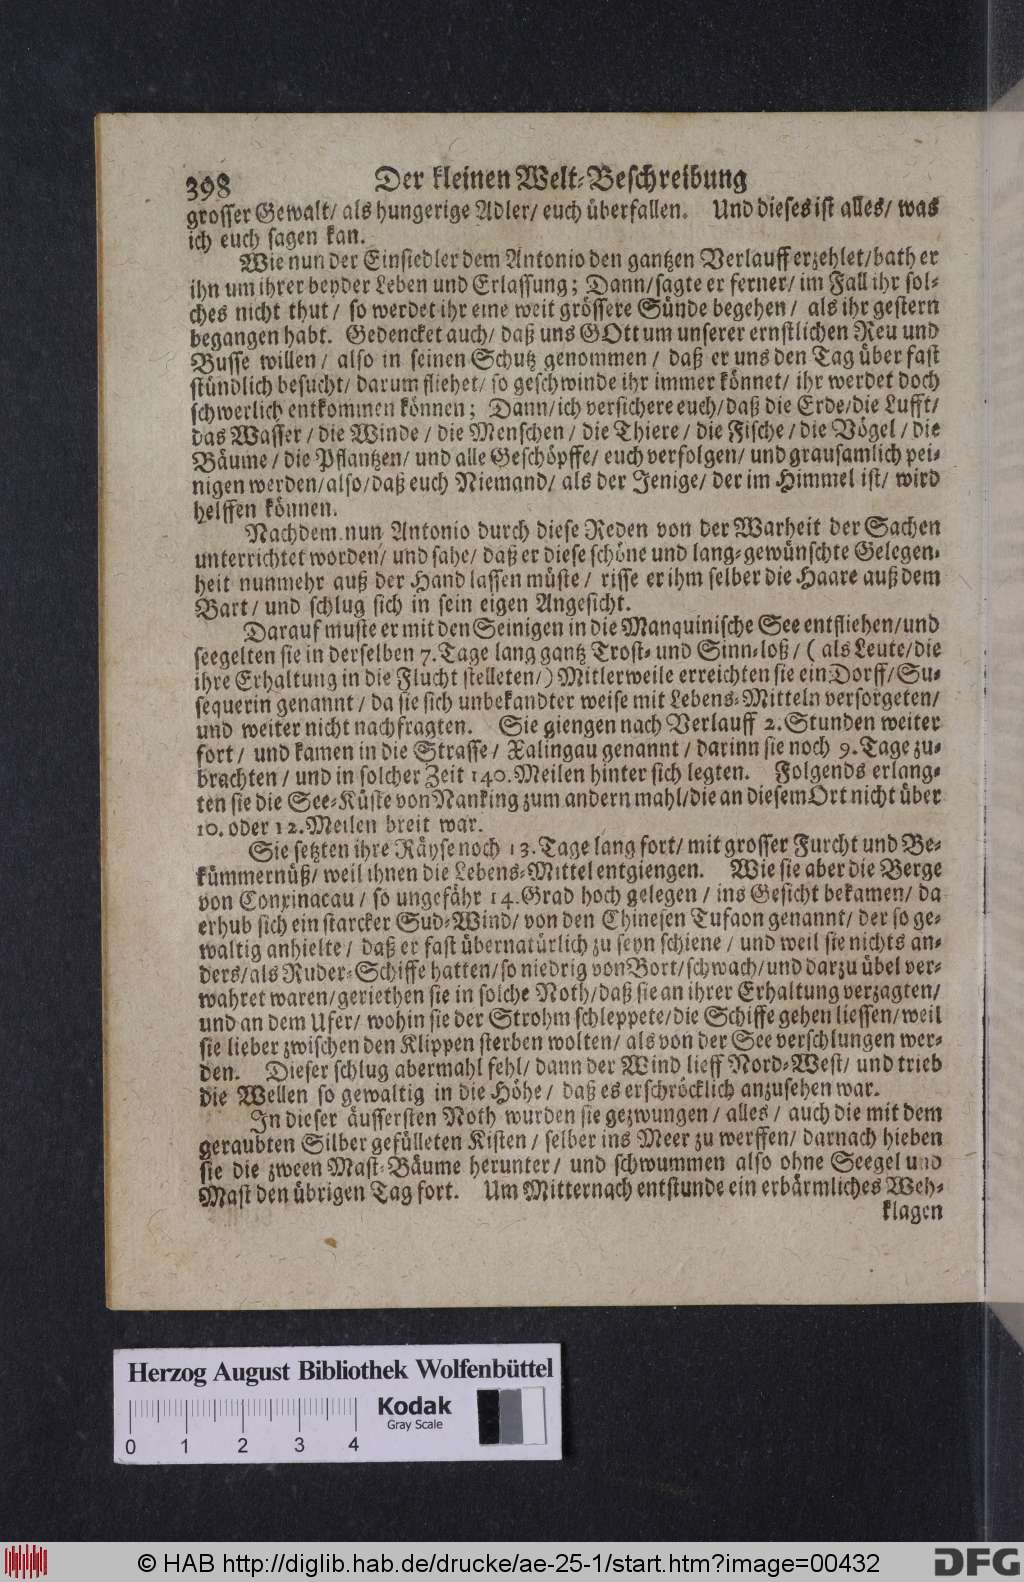 398 Der kleinen Welt-Beschreibung
grosser Gewalt/ als hungerige Adler/ euch überfallen. Und dieses ist alles/ was
ich euch sagen kan.
Wie nun der Einsiedler dem Antonio den gantzen Verlauff erzehlet/ bath er
ihn um ihrer beyder Leben und Erlassung; Dann/ sagte er ferner/ im Fall ihr sol-
ches nicht thut/ so werdet ihr eine weit grössere Sünde begehen/ als ihr gestern
begangen habt. Gedencket auch/ daß uns GOtt um unserer ernstlichen Reu und
Busse willen/ also in seinen Schutz genommen/ daß er uns den Tag über fast
stündlich besucht/ darum fliehet/ so geschwinde ihr immer könnet/ ihr werdet doch
schwerlich entkommen können; Dann/ ich versichere euch/ daß die Erde/ die Lufft/
das Wasser/ die Winde/ die Menschen/ die Thiere/ die Fische/ die Vögel/ die
Bäume/ die Pflantzen/ und alle Geschöpffe/ euch verfolgen/ und grausamlich pei-
nigen werden/ also/ daß euch Niemand/ als der Jenige/ der im Himmel ist/ wird
helffen können.
Nachdem nun Antonio durch diese Reden von der Warheit der Sachen
unterrichtet worden/ und sahe/ daß er diese schöne und lang-gewünschte Gelegen-
heit nunmehr auß der Hand lassen müste/ risse er ihm selber die Haare auß dem
Bart/ und schlug sich in sein eigen Angesicht.
Darauf muste er mit den Seinigen in die Manquinische See entfliehen/ und
seegelten sie in derselben 7. Tage lang gantz Trost- und Sinn-loß/ (als Leute/ die
ihre Erhaltung in die Flucht stelleten/) Mitlerweile erreichten sie ein Dorff/ Su-
sequerin genannt/ da sie sich unbekandter weise mit Lebens-Mitteln versorgeten/
und weiter nicht nachfragten. Sie giengen nach Verlauff 2. Stunden weiter
fort/ und kamen in die Strasse/ Xalingau genannt/ darinn sie noch 9. Tage zu-
brachten/ und in solcher Zeit 140. Meilen hinter sich legten. Folgends erlang-
ten sie die See-Küste von Nanking zum andern mahl/ die an diesem Ort nicht über
10. oder 12. Meilen breit war.
Sie setzten ihre Räyse noch 13. Tage lang fort/ mit grosser Furcht und Be-
kümmernüß/ weil ihnen die Lebens-Mittel entgiengen. Wie sie aber die Berge
von Conxinacau/ so ungefähr 14. Grad hoch gelegen/ ins Gesicht bekamen/ da
erhub sich ein starcker Sud-Wind/ von den Chinesen Tufaon genannt/ der so ge-
waltig anhielte/ daß er fast übernatürlich zu seyn schiene/ und weil sie nichts an-
ders/ als Ruder-Schiffe hatten/ so niedrig von Bort/ schwach/ und darzu übel ver-
wahret waren/ geriethen sie in solche Noth/ daß sie an ihrer Erhaltung verzagten/
und an dem Ufer/ wohin sie der Strohm schleppete/ die Schiffe gehen liessen/ weil
sie lieber zwischen den Klippen sterben wolten/ als von der See verschlungen wer-
den. Dieser schlug abermahl fehl/ dann der Wind lieff Nord-West/ und trieb
die Wellen so gewaltig in die Höhe/ daß es erschröcklich anzusehen war.
In dieser äussersten Noth wurden sie gezwungen/ alles/ auch die mit dem
geraubten Silber gefülleten Kisten/ selber ins Meer zu werffen/ darnach hieben
sie die zween Mast-Bäume herunter/ und schwummen also ohne Seegel und
Mast den übrigen Tag fort. Um Mitternach entstunde ein erbärmliches Weh-
klagen
Herzog August Bibliothek Wolfenbüttel
Kodak
Gray Scale
0 1 2 3 4
© HAB http://diglib.hab.de/drucke/ae-25-1/start.htm?image=00432
DFG